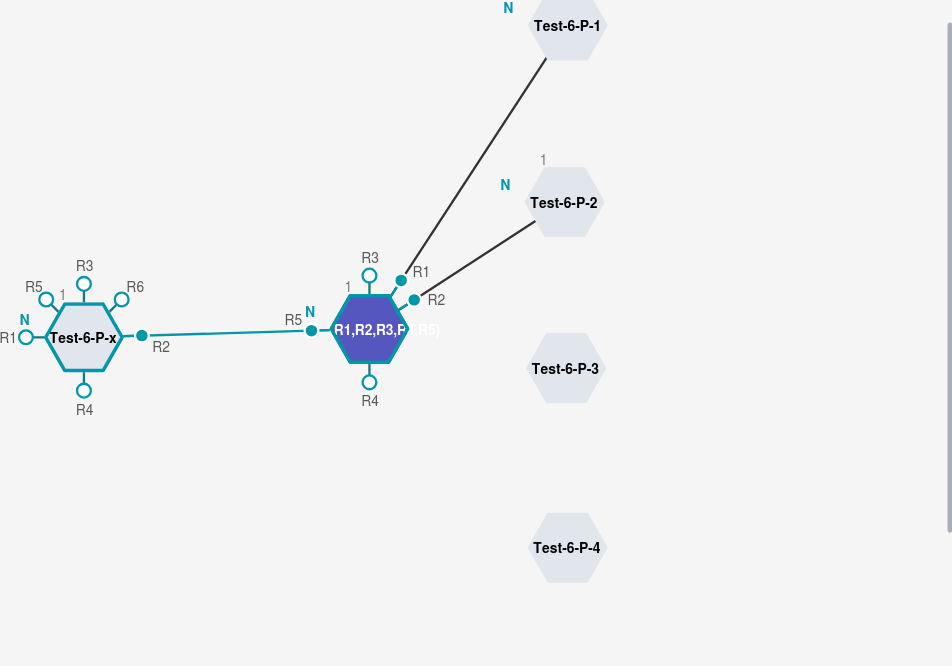 N
Test-6-P-1
1
N
Test-6-P-2
R3
R1
R2
1
N
R5
R1,R2,R3,R
R5)
R4
R3
R5
1
R6
N
R1
Test-6-P-x
R2
R4
Test-6-P-3
Test-6-P-4